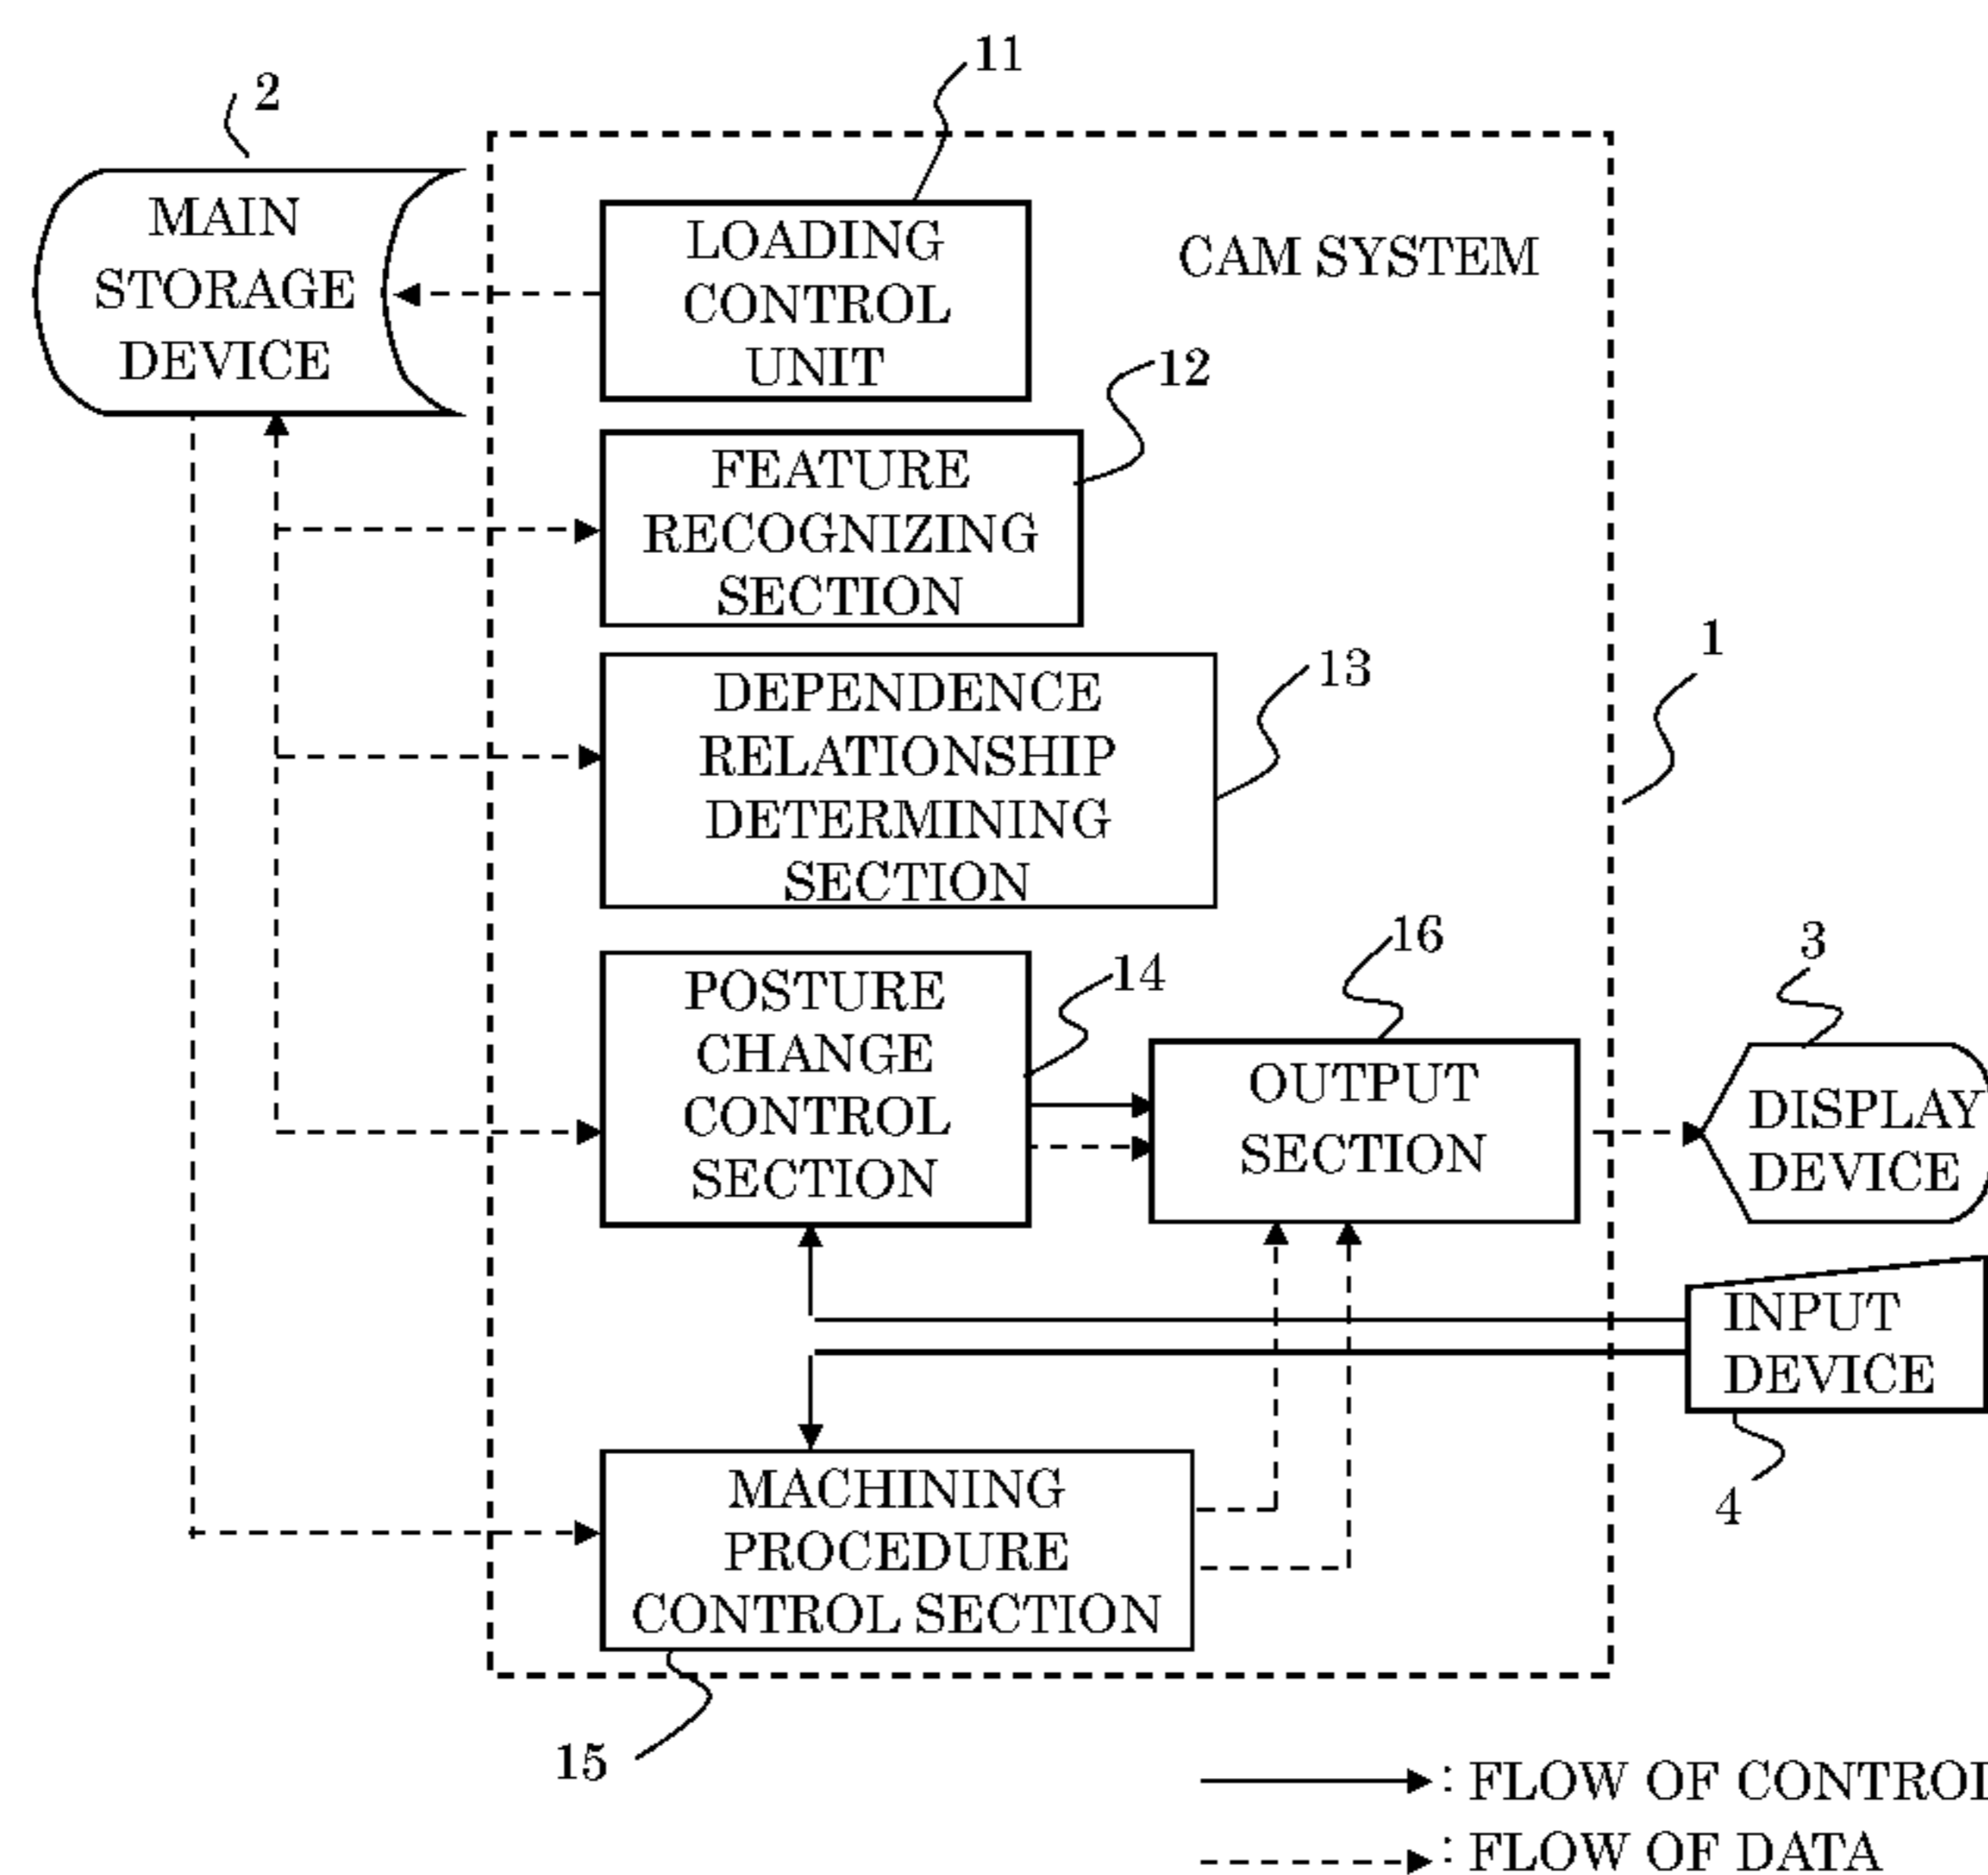 11
2
MAIN
STORAGE
DEVICE
LOADING
CONTROL
UNIT
CAM SYSTEM
12
FEATURE
RECOGNIZING
SECTION
1
13
DEPENDENCE
RELATIONSHIP
DETERMINING
SECTION
16
3
14
POSTURE
CHANGE
CONTROL
SECTION
OUTPUT
SECTION
DISPLAY
DEVICE
INPUT
DEVICE
4
MACHINING
PROCEDURE
CONTROL SECTION
15
: FLOW OF CONTROL
: FLOW OF DATA